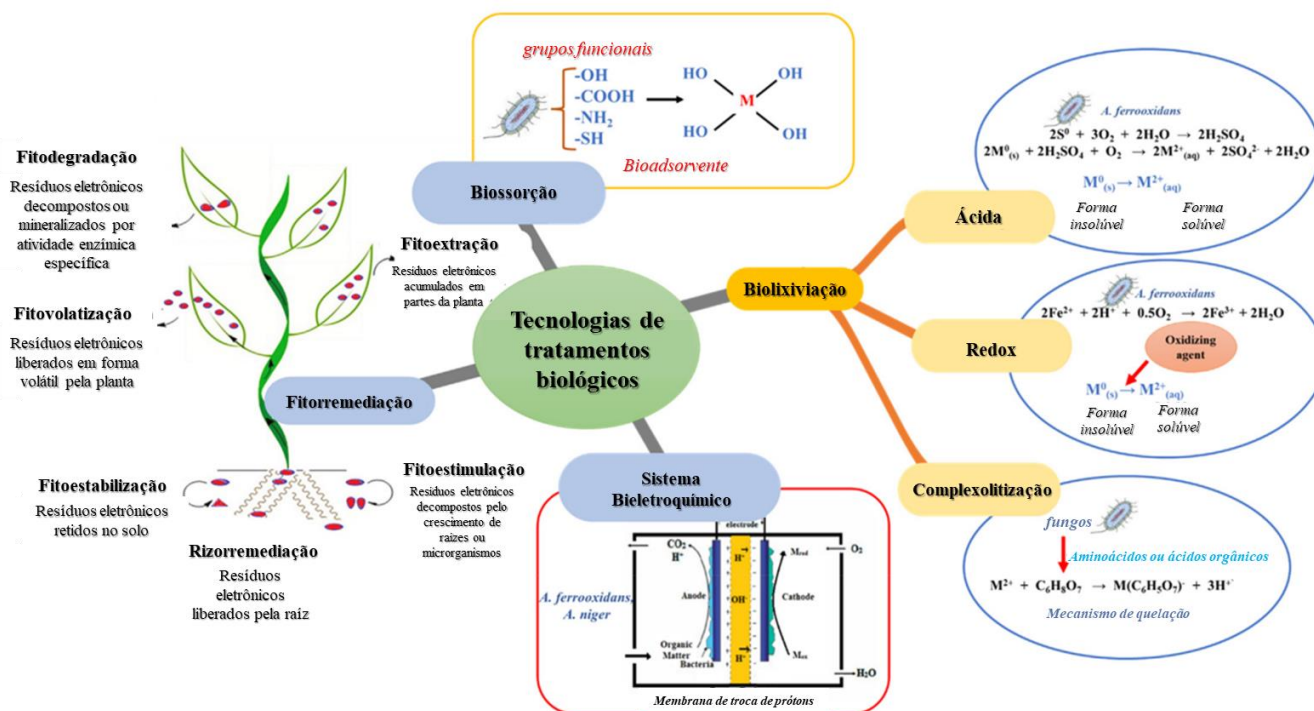 grupos funcionais
-OH
-COOH
-NH₂
-SH
HO
OH
M
HO
OH
Bioadsorvente
Biossorção
Fitodegradação
Resíduos eletrônicos
decompostos ou
mineralizados por
atividade enzímica
específica
Fitoextração
Resíduos eletrônicos
acumulados em
partes da planta
Fitovolatização
Resíduos eletrônicos
liberados em forma
volátil pela planta
Fitorremediação
Fitoestabilização
Resíduos eletrônicos
retidos no solo
Fitoestimulação
Resíduos eletrônicos
decompostos pelo
crescimento de
raízes ou
microrganismos
Rizorremediação
Resíduos
eletrônicos
liberados pela raíz
Tecnologias de
tratamentos
biológicos
Sistema
Bieletroquímico
electrode
CO₂
H⁺
Anode
Organic
Matter
Bacteria
H⁺
OH⁻
H⁺
M_red
Cathode
M_ox
O₂
H₂O
A. ferrooxidans,
A. niger
Membrana de troca de prótons
Biolixiviação
Ácida
A. ferrooxidans
2S⁰ + 3O₂ + 2H₂O → 2H₂SO₄
2M⁰(s) + 2H₂SO₄ + O₂ → 2M²⁺(aq) + 2SO₄²⁻ + 2H₂O
M⁰(s) → M²⁺(aq)
Forma
insolúvel
Forma
solúvel
Redox
A. ferrooxidans
2Fe²⁺ + 2H⁺ + 0.5O₂ → 2Fe³⁺ + 2H₂O
Oxidizing
agent
M⁰(s) → M²⁺(aq)
Forma
insolúvel
Forma
solúvel
Complexolitização
fungos
Aminoácidos ou ácidos orgânicos
M²⁺ + C₆H₈O₇ → M(C₆H₅O₇)⁻ + 3H⁺
Mecanismo de quelação